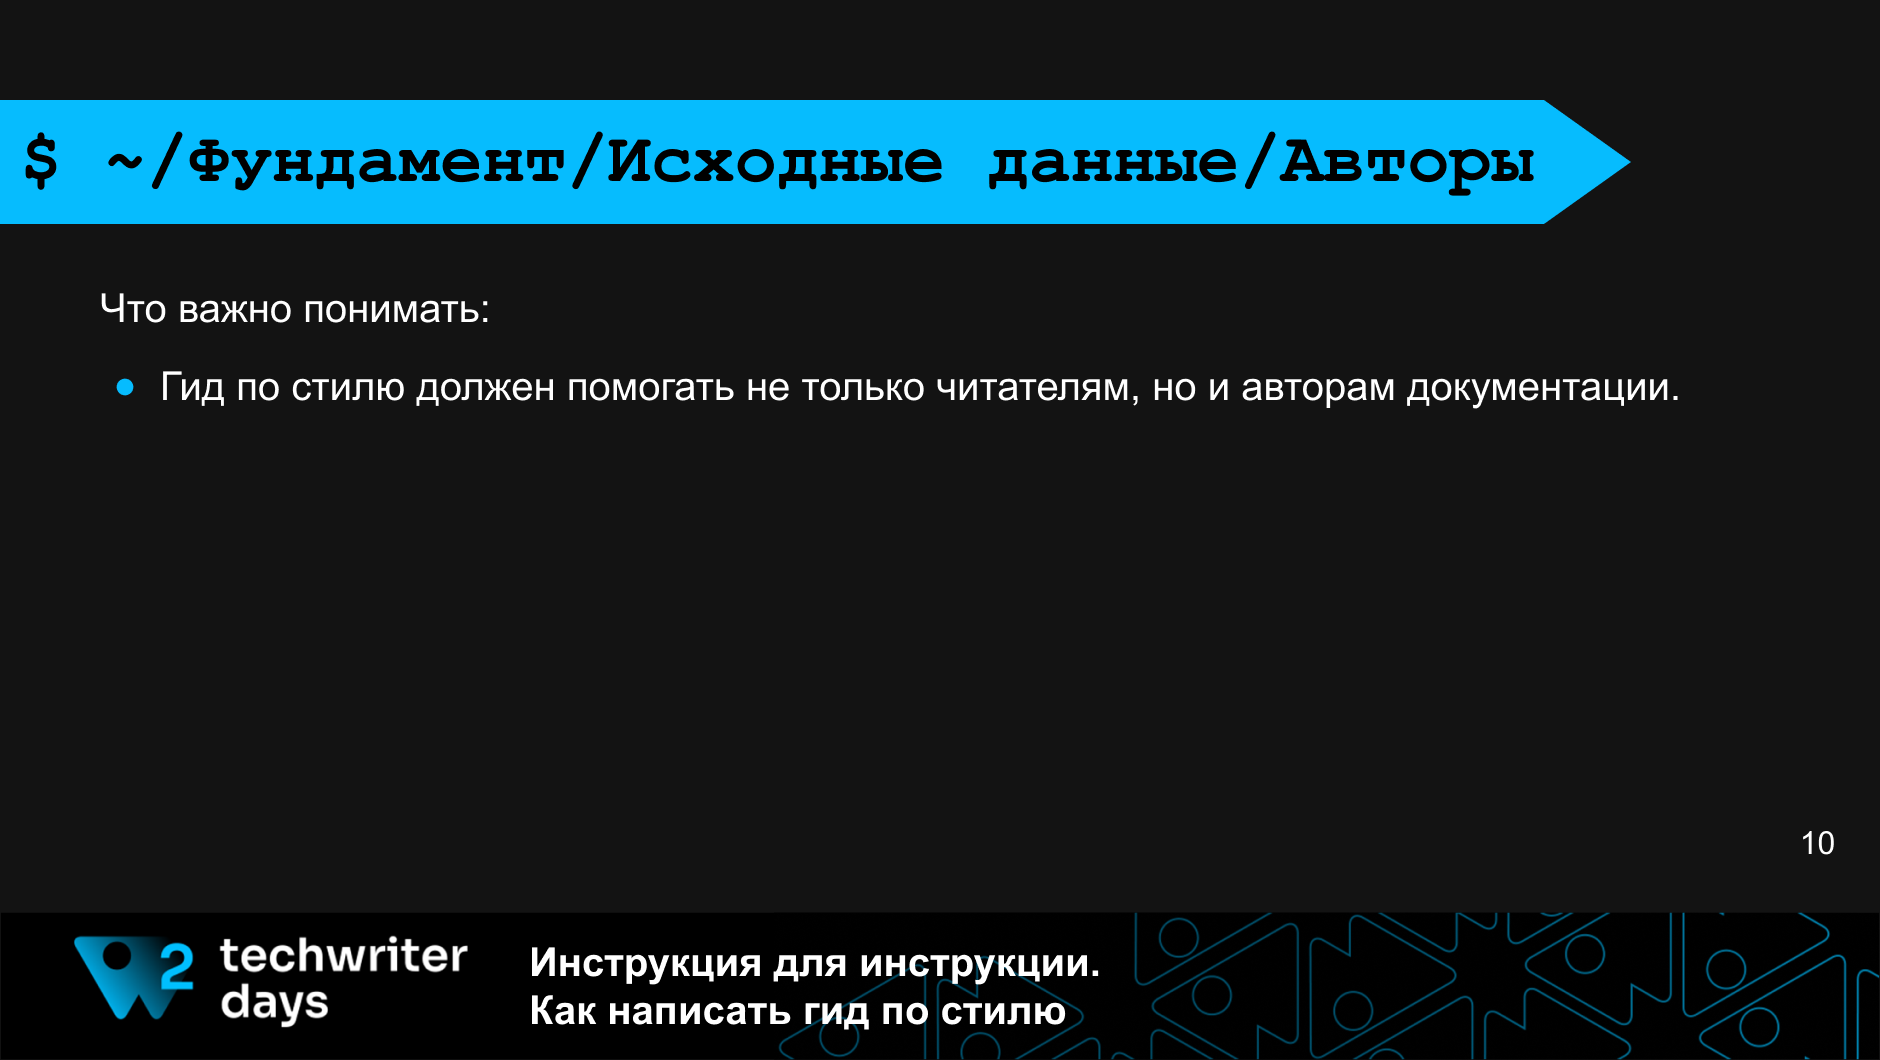 $ ~/Фундамент/Исходные данные/Авторы
Что важно понимать:
● Гид по стилю должен помогать не только читателям, но и авторам документации.
10
2 techwriter
days
Инструкция для инструкции.
Как написать гид по стилю